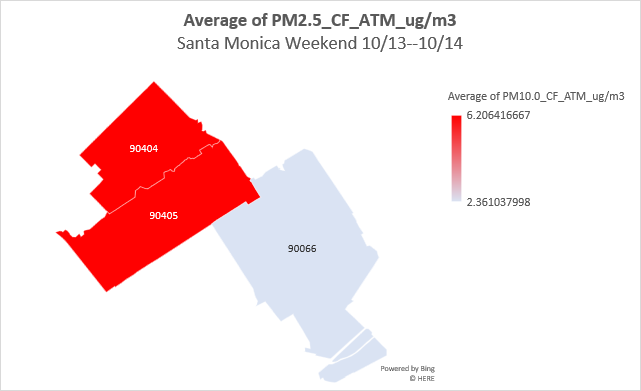 Average of PM2.5_CF_ATM_ug/m3
Santa Monica Weekend 10/13--10/14
Average of PM10.0_CF_ATM_ug/m3
6.206416667
2.361037998
90404
90405
90066
Powered by Bing
© HERE